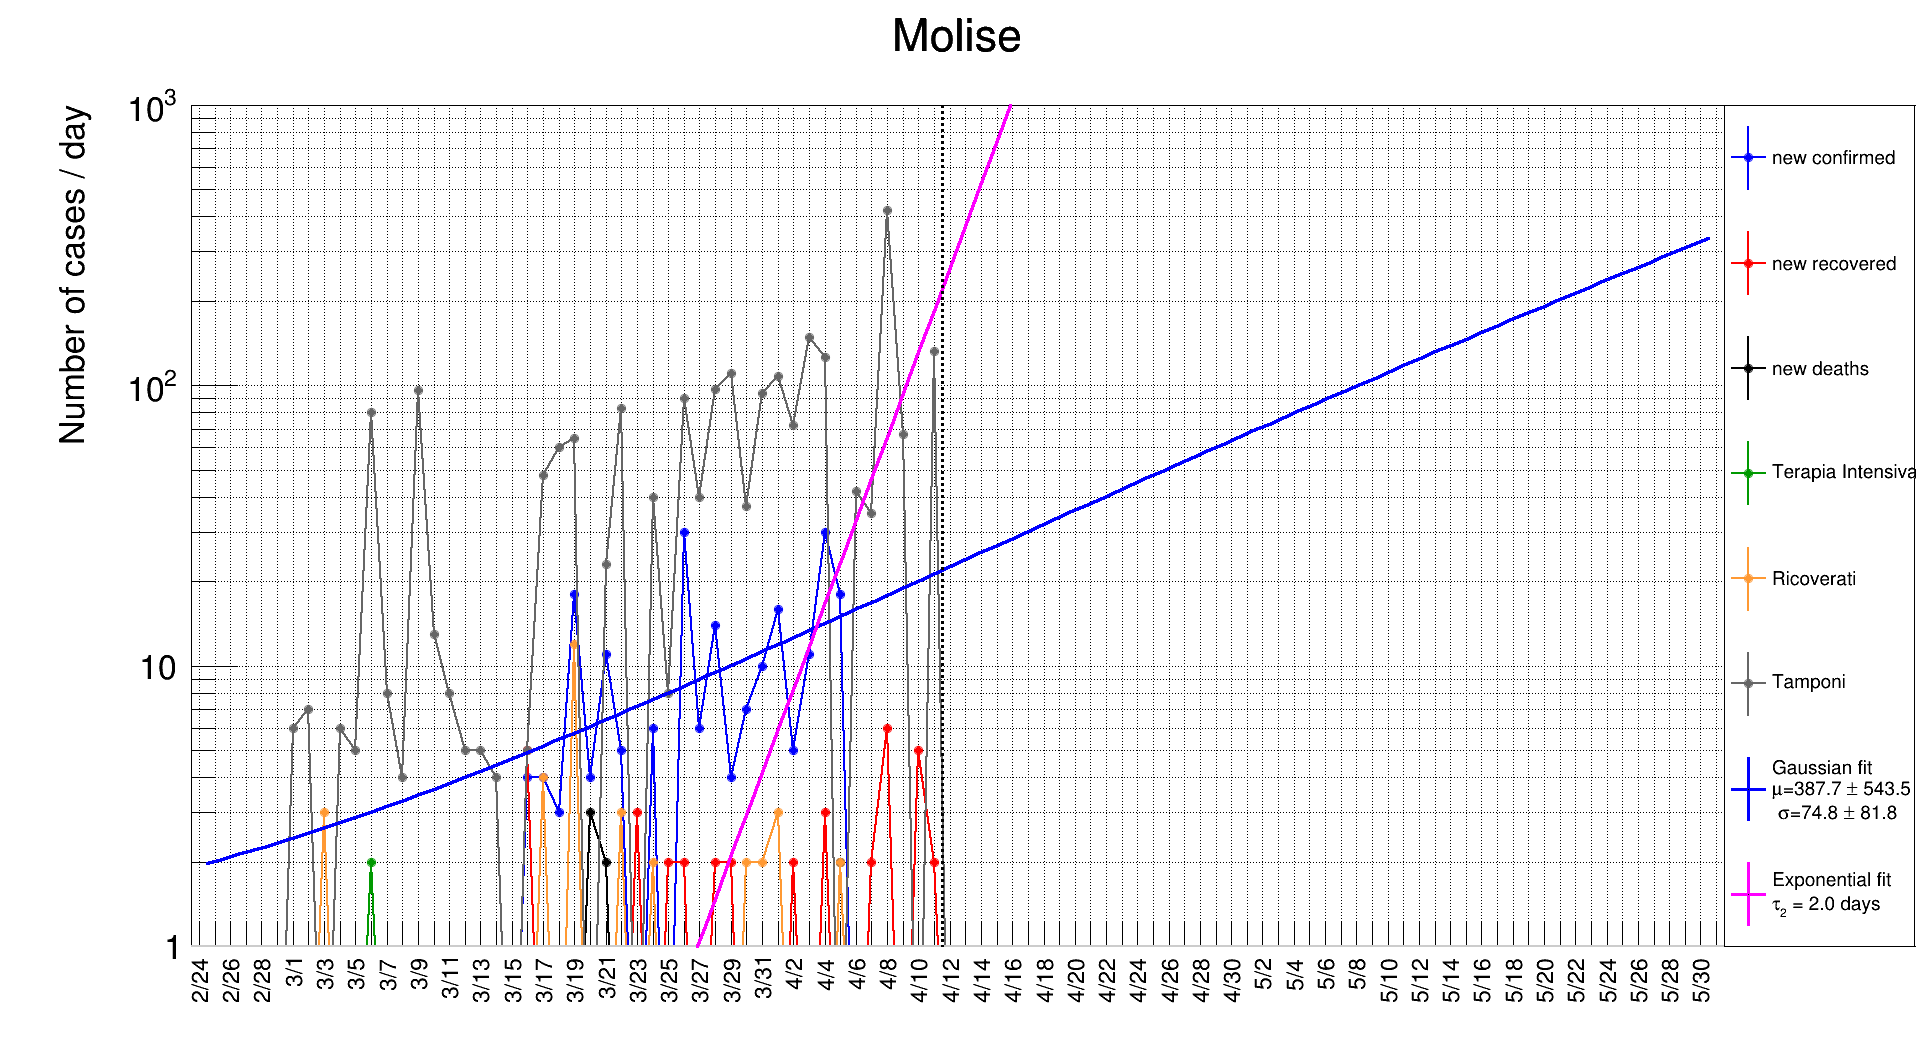 Molise
Number of cases / day
10³
10²
10
1
2/24 2/26 2/28 3/1 3/3 3/5 3/7 3/9 3/11 3/13 3/15 3/17 3/19 3/21 3/23 3/25 3/27 3/29 3/31 4/2 4/4 4/6 4/8 4/10 4/12 4/14 4/16 4/18 4/20 4/22 4/24 4/26 4/28 4/30 5/2 5/4 5/6 5/8 5/10 5/12 5/14 5/16 5/18 5/20 5/22 5/24 5/26 5/28 5/30
new confirmed
new recovered
new deaths
Terapia Intensiva
Ricoverati
Tamponi
Gaussian fit
μ=387.7 ± 543.5
σ=74.8 ± 81.8
Exponential fit
τ₂ = 2.0 days